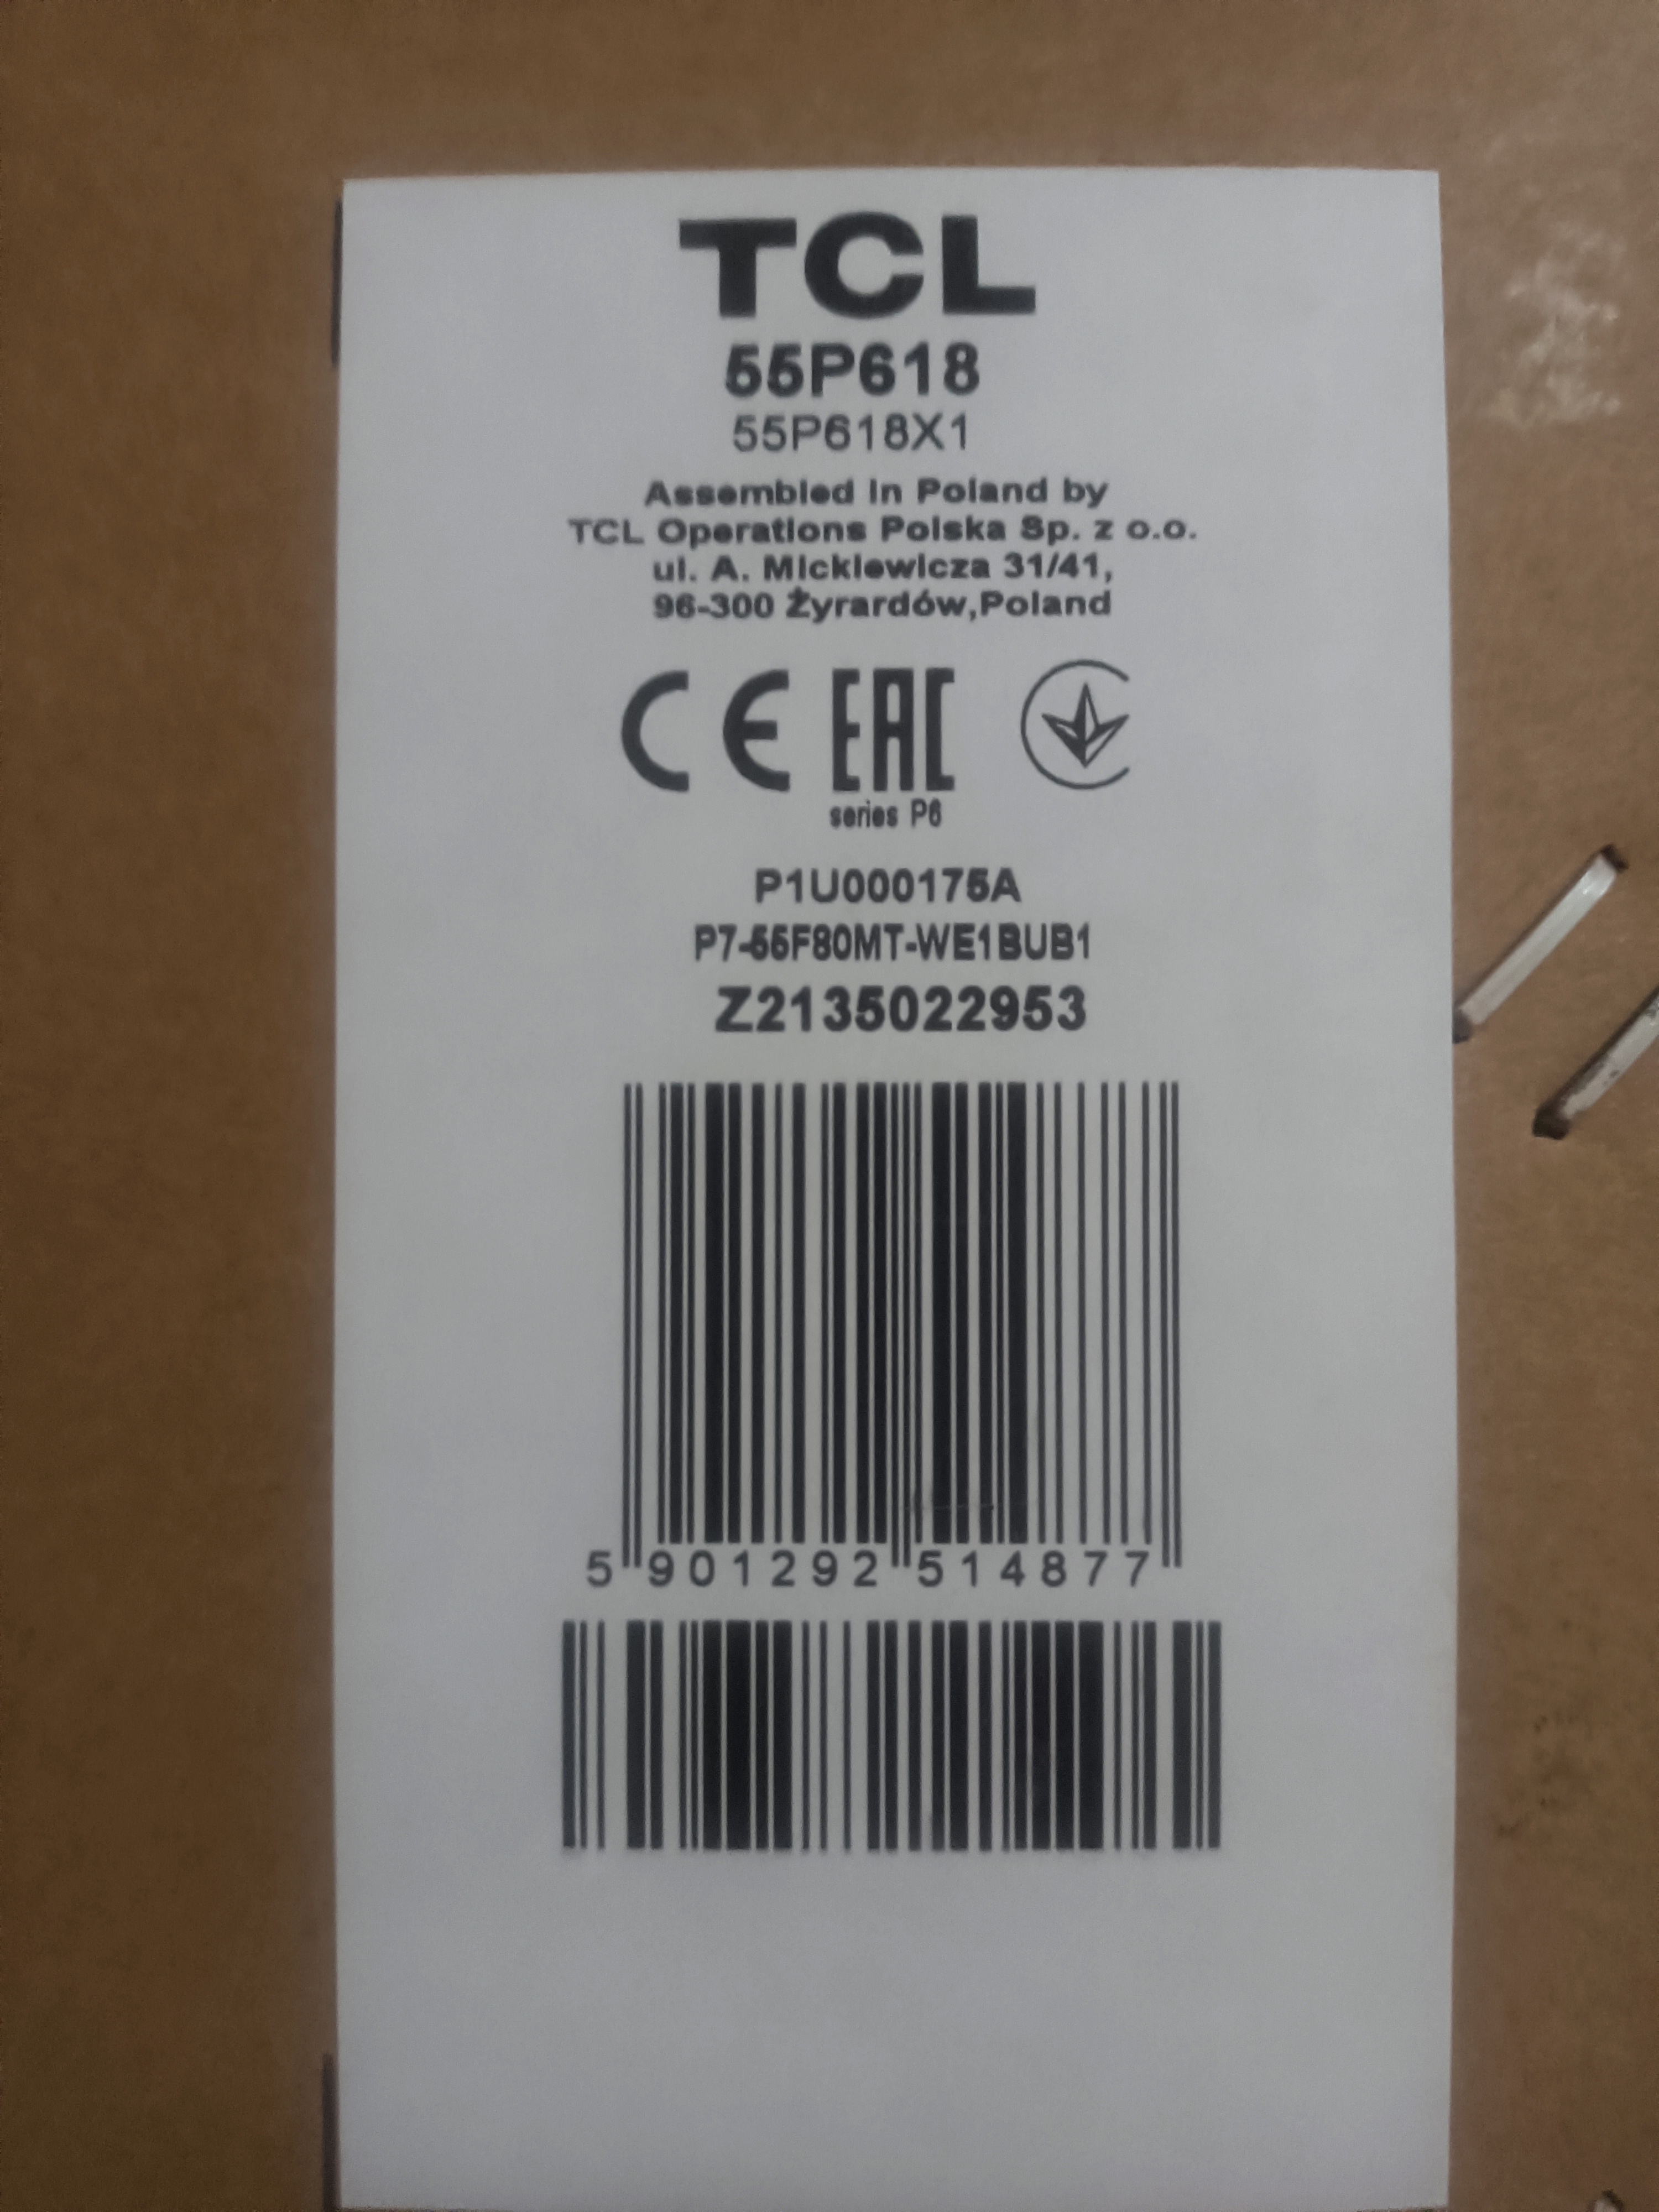 TCL
55P618
55P618X1
Assembled in Poland by
TCL Operations Polska Sp. z o.o.
ul. A. Mickiewicza 31/41,
96-300 Żyrardów,Poland
CE EAC
series P6
P1U000175A
P7-55F80MT-WE1BUB1
Z2135022953
5 901292 514877